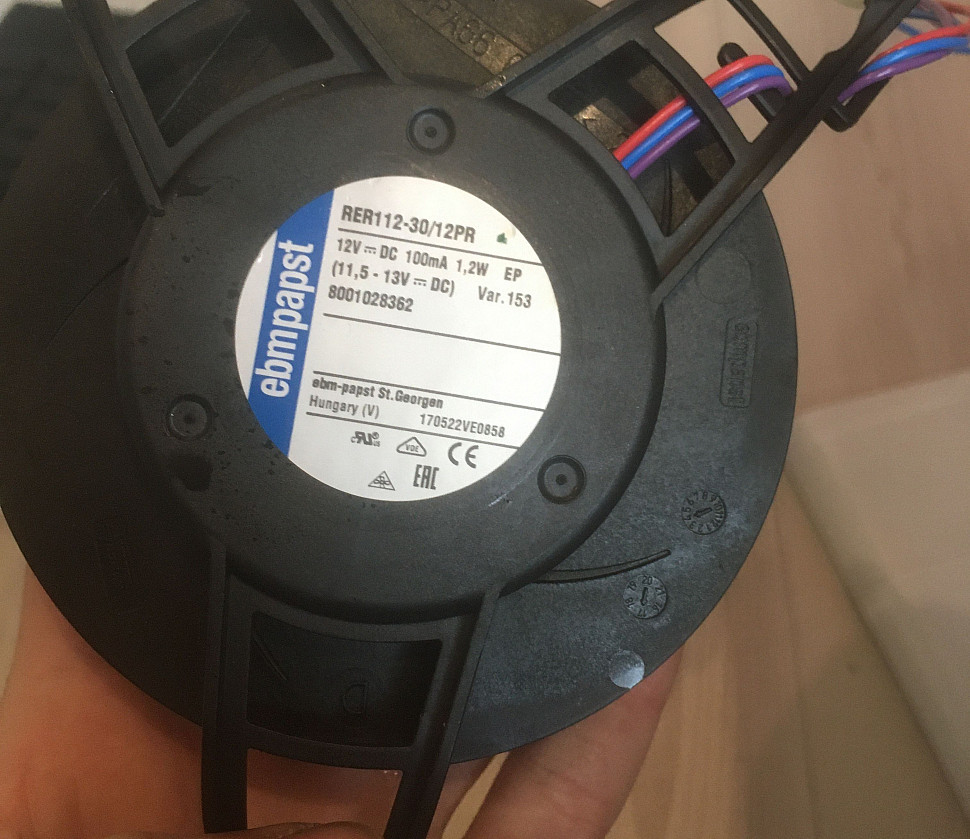 ebmpapst
RER112-30/12PR
12V ⎓ DC 100mA 1,2W EP
(11,5 - 13V ⎓ DC) Var.153
8001028362
ebm-papst St.Georgen
Hungary (V) 170522VE0858
VDE CE
EAC